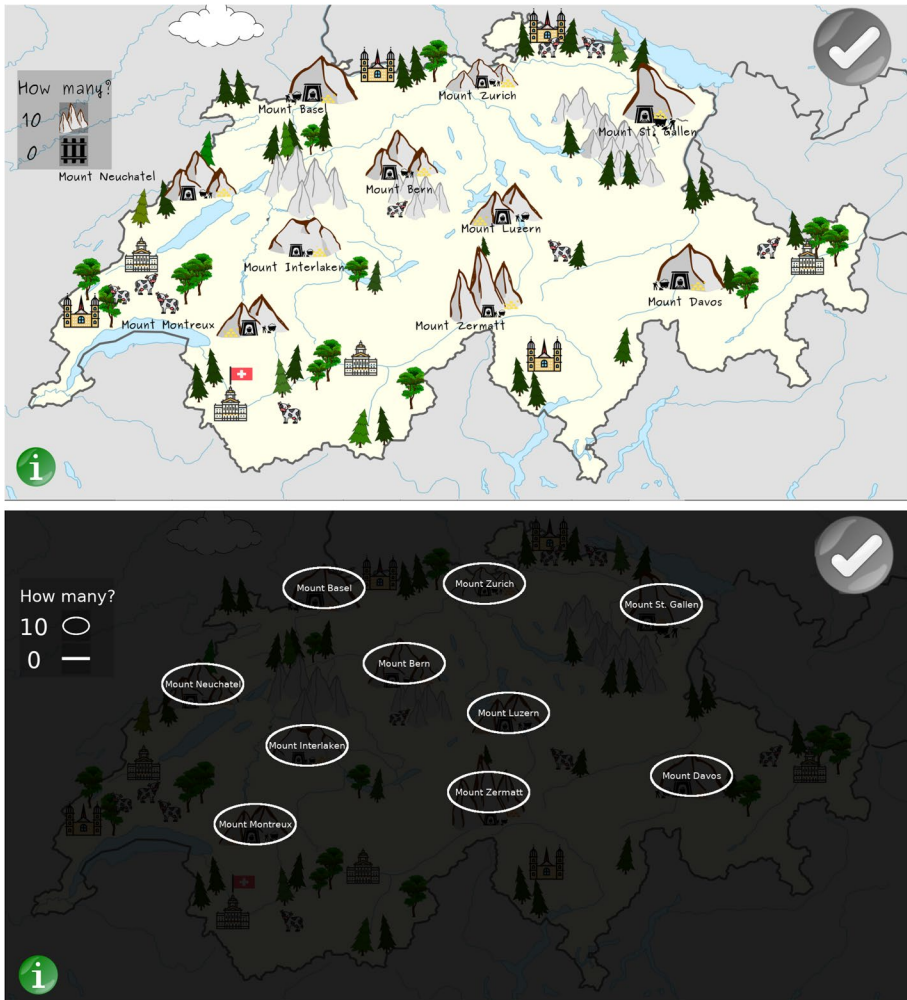 How many?
10
0
Mount Basel
Mount Zurich
Mount St. Gallen
Mount Neuchatel
Mount Bern
Mount Luzern
Mount Interlaken
Mount Davos
Mount Montreux
Mount Zermatt
i
How many?
10
0
Mount Basel
Mount Zurich
Mount St. Gallen
Mount Bern
Mount Neuchatel
Mount Luzern
Mount Interlaken
Mount Davos
Mount Zermatt
Mount Montreux
i